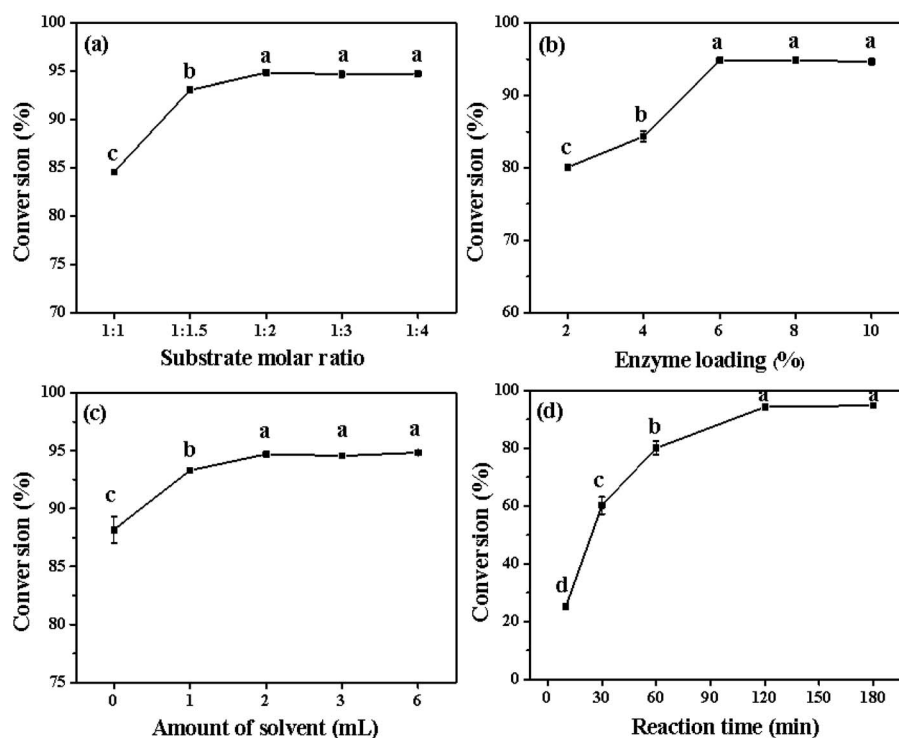 (a)
Conversion (%)
100
95
90
85
80
75
70
c
b
a
a
a
1:1
1:1.5
1:2
1:3
1:4
Substrate molar ratio
(b)
Conversion (%)
100
90
80
70
60
c
b
a
a
a
2
4
6
8
10
Enzyme loading (%)
(c)
Conversion (%)
100
95
90
85
80
75
c
b
a
a
a
0
1
2
3
6
Amount of solvent (mL)
(d)
Conversion (%)
100
80
60
40
20
0
d
c
b
a
a
0
30
60
90
120
150
180
Reaction time (min)